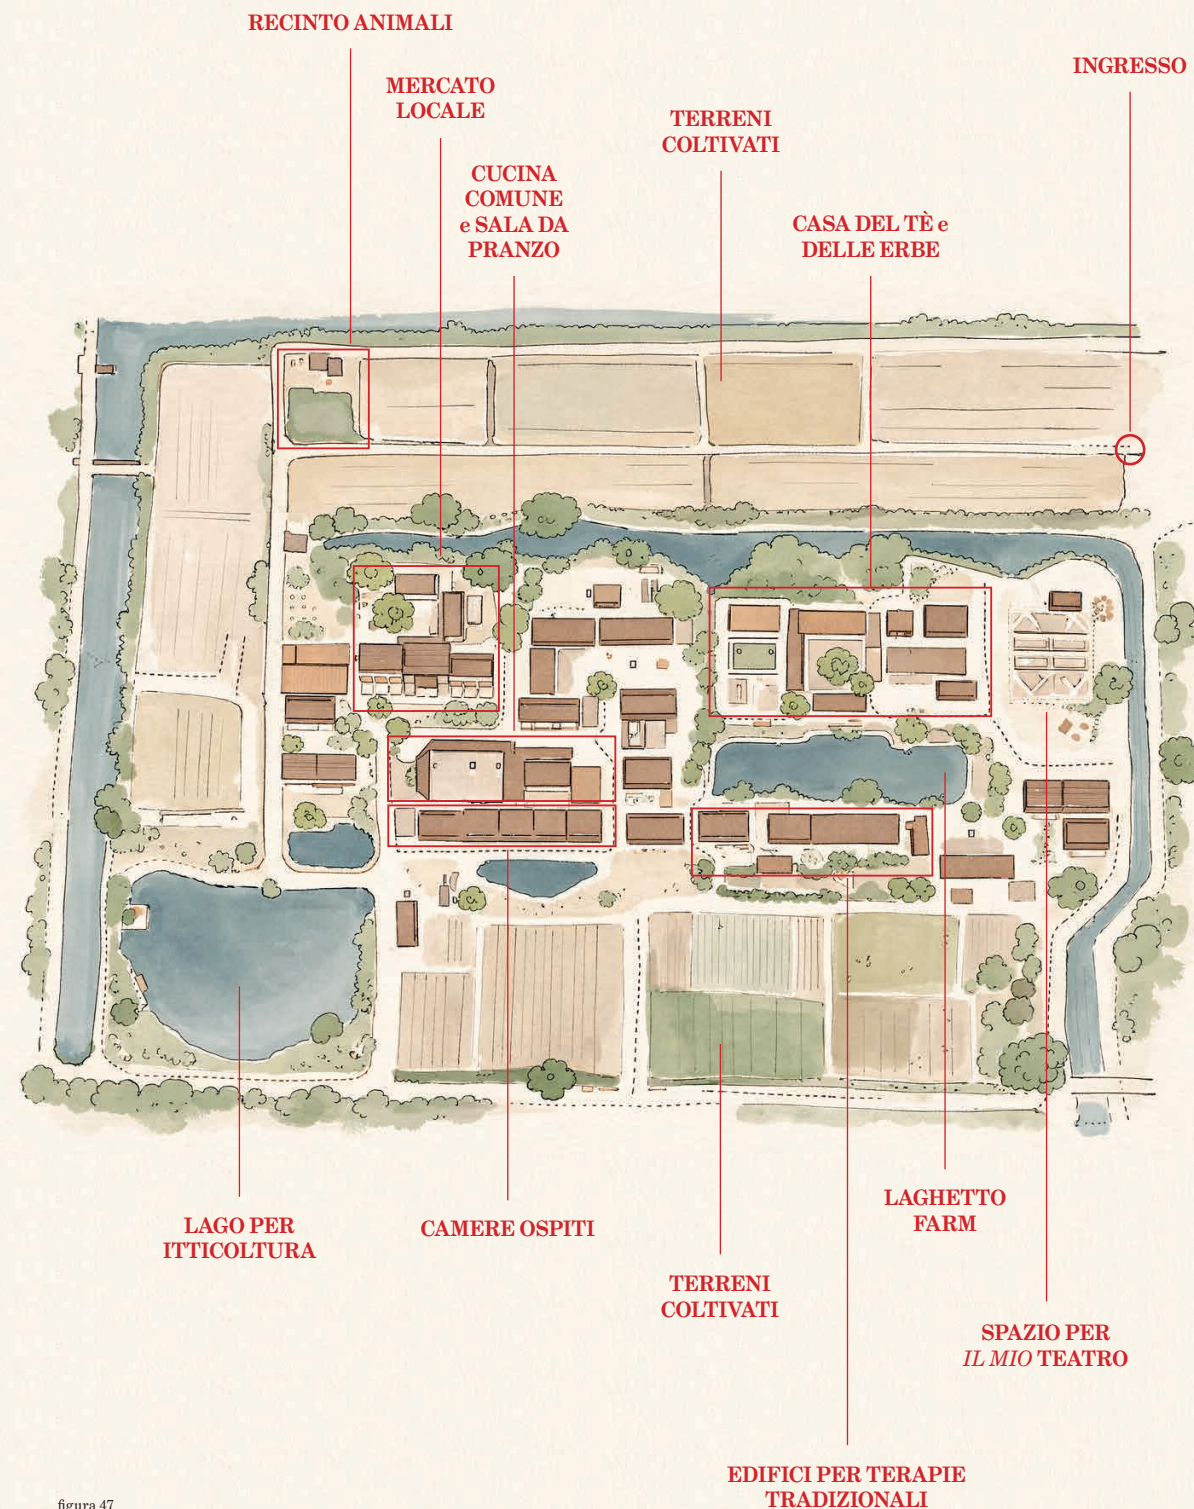 RECINTO ANIMALI
INGRESSO
MERCATO
LOCALE
TERRENI
COLTIVATI
CUCINA
COMUNE
e SALA DA
PRANZO
CASA DEL TÈ e
DELLE ERBE
LAGO PER
ITTICOLTURA
CAMERE OSPITI
LAGHETTO
FARM
TERRENI
COLTIVATI
SPAZIO PER
IL MIO TEATRO
EDIFICI PER TERAPIE
TRADIZIONALI
figura 47